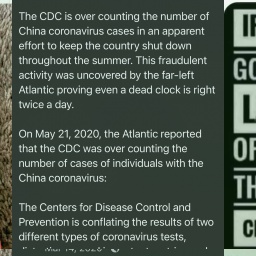 The CDC is over counting the number of
China coronavirus cases in an apparent
effort to keep the country shut down
throughout the summer. This fraudulent
activity was uncovered by the far-left
Atlantic proving even a dead clock is right
twice a day.
On May 21, 2020, the Atlantic reported
that the CDC was over counting the
number of cases of individuals with the
China coronavirus:
The Centers for Disease Control and
Prevention is conflating the results of two
different types of coronavirus tests,
IF
GO
L
OF
TH